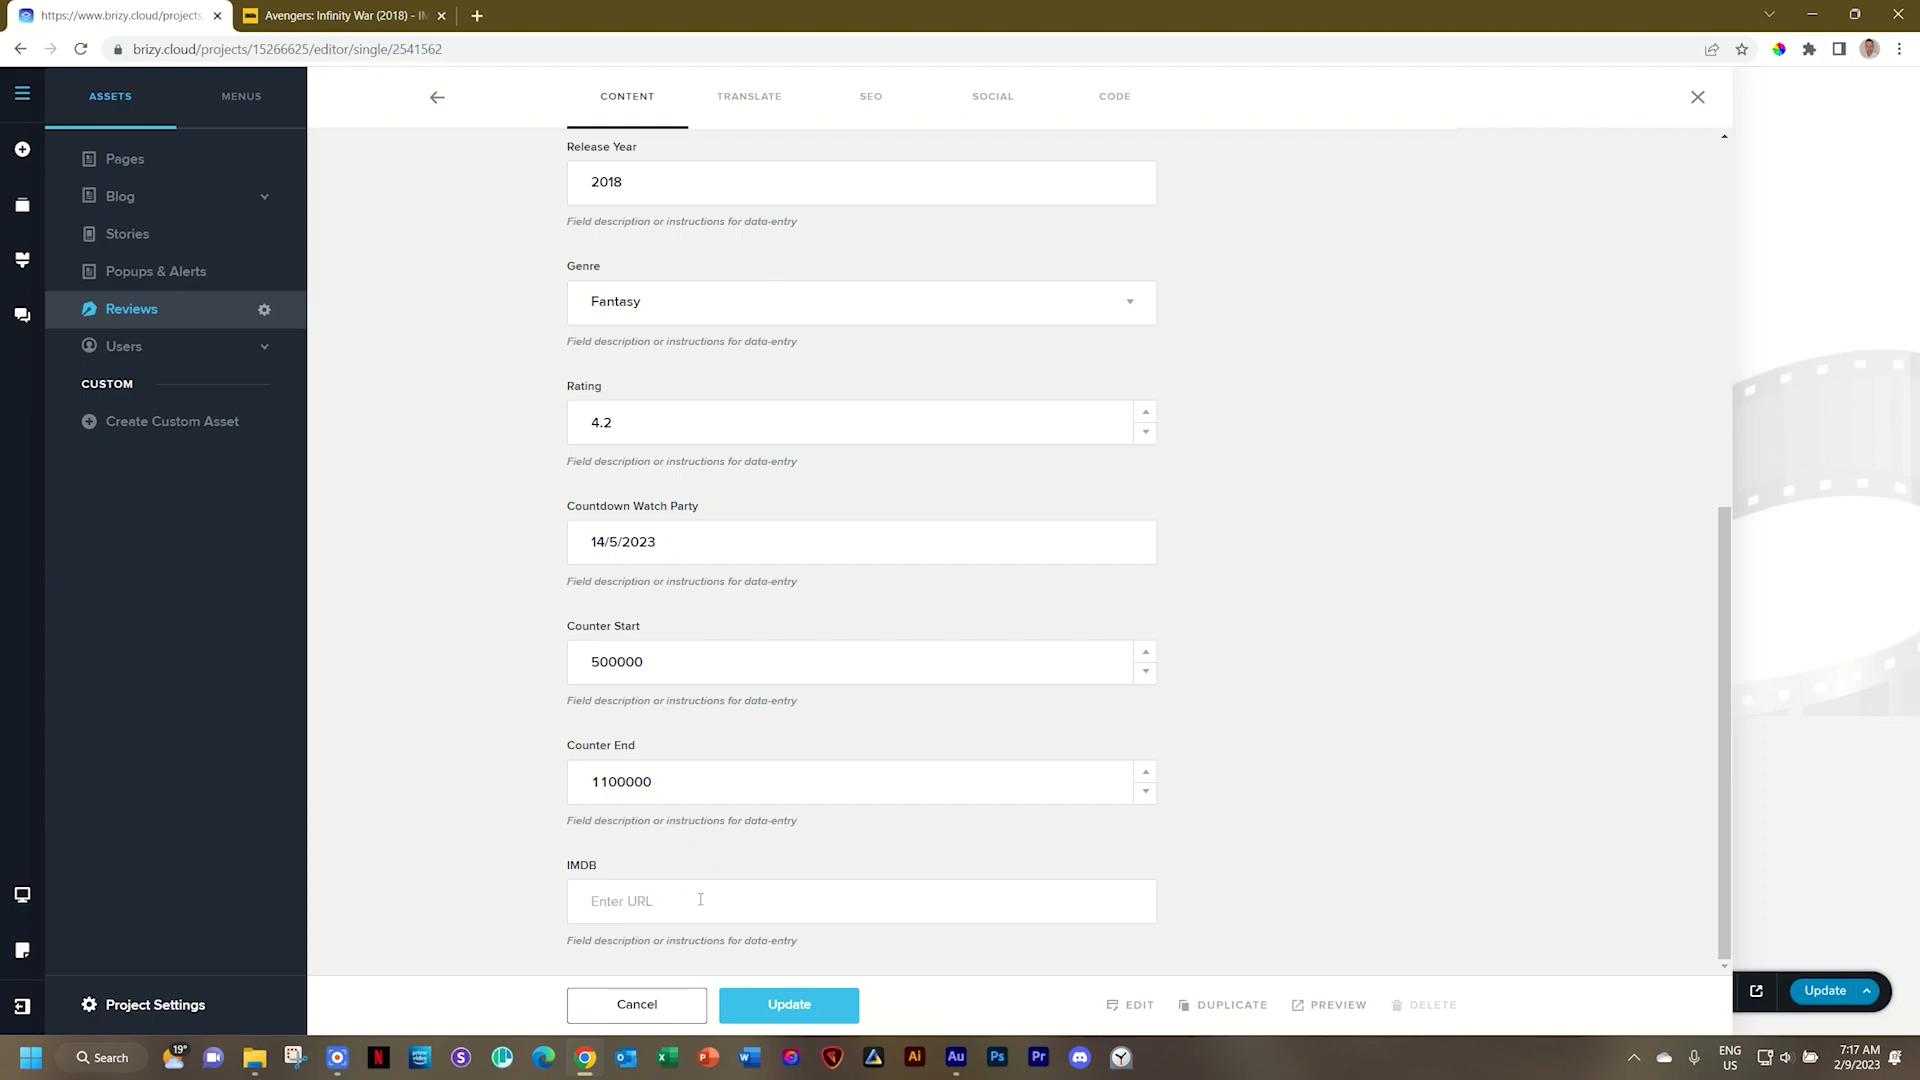 https://www.brizy.cloud/projects
Avengers: Infinity War (2018) - IM
brizy.cloud/projects/15266625/editor/single/2541562
ASSETS
MENUS
CONTENT
TRANSLATE
SEO
SOCIAL
CODE
Pages
Blog
Stories
Popups & Alerts
Reviews
Users
CUSTOM
Create Custom Asset
Project Settings
Release Year
2018
Field description or instructions for data-entry
Genre
Fantasy
Field description or instructions for data-entry
Rating
4.2
Field description or instructions for data-entry
Countdown Watch Party
14/5/2023
Field description or instructions for data-entry
Counter Start
500000
Field description or instructions for data-entry
Counter End
1100000
Field description or instructions for data-entry
IMDB
Enter URL
Field description or instructions for data-entry
Cancel
Update
EDIT
DUPLICATE
PREVIEW
DELETE
Update
Search
19°
ENG
US
7:17 AM
2/9/2023